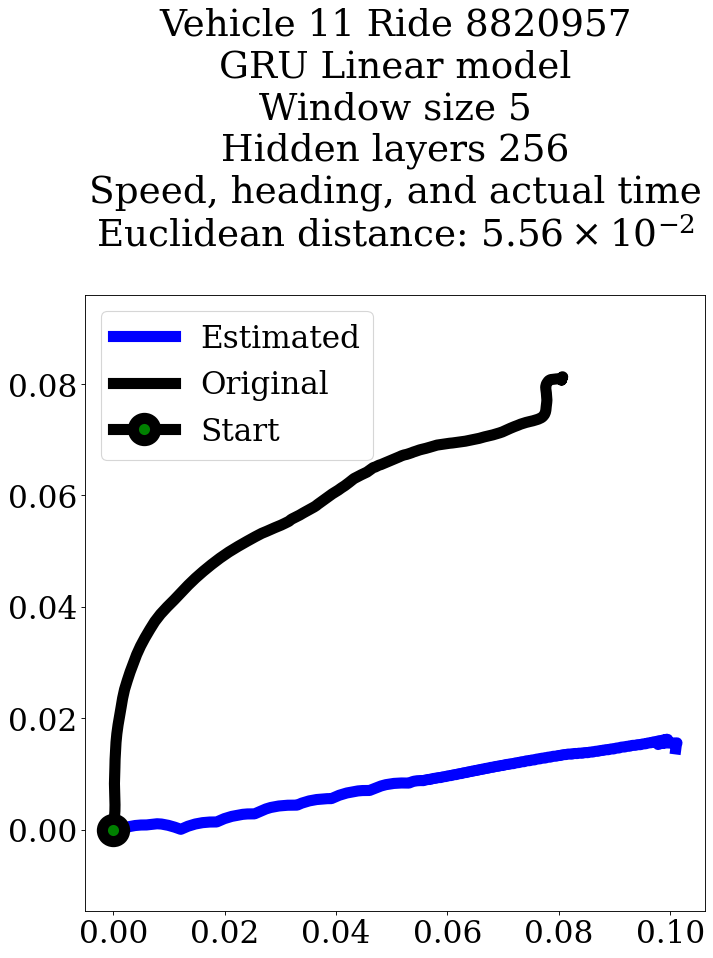 Vehicle 11 Ride 8820957
GRU Linear model
Window size 5
Hidden layers 256
Speed, heading, and actual time
Euclidean distance: 5.56 × 10⁻²
Estimated
Original
Start
0.08
0.06
0.04
0.02
0.00
0.00 0.02 0.04 0.06 0.08 0.10